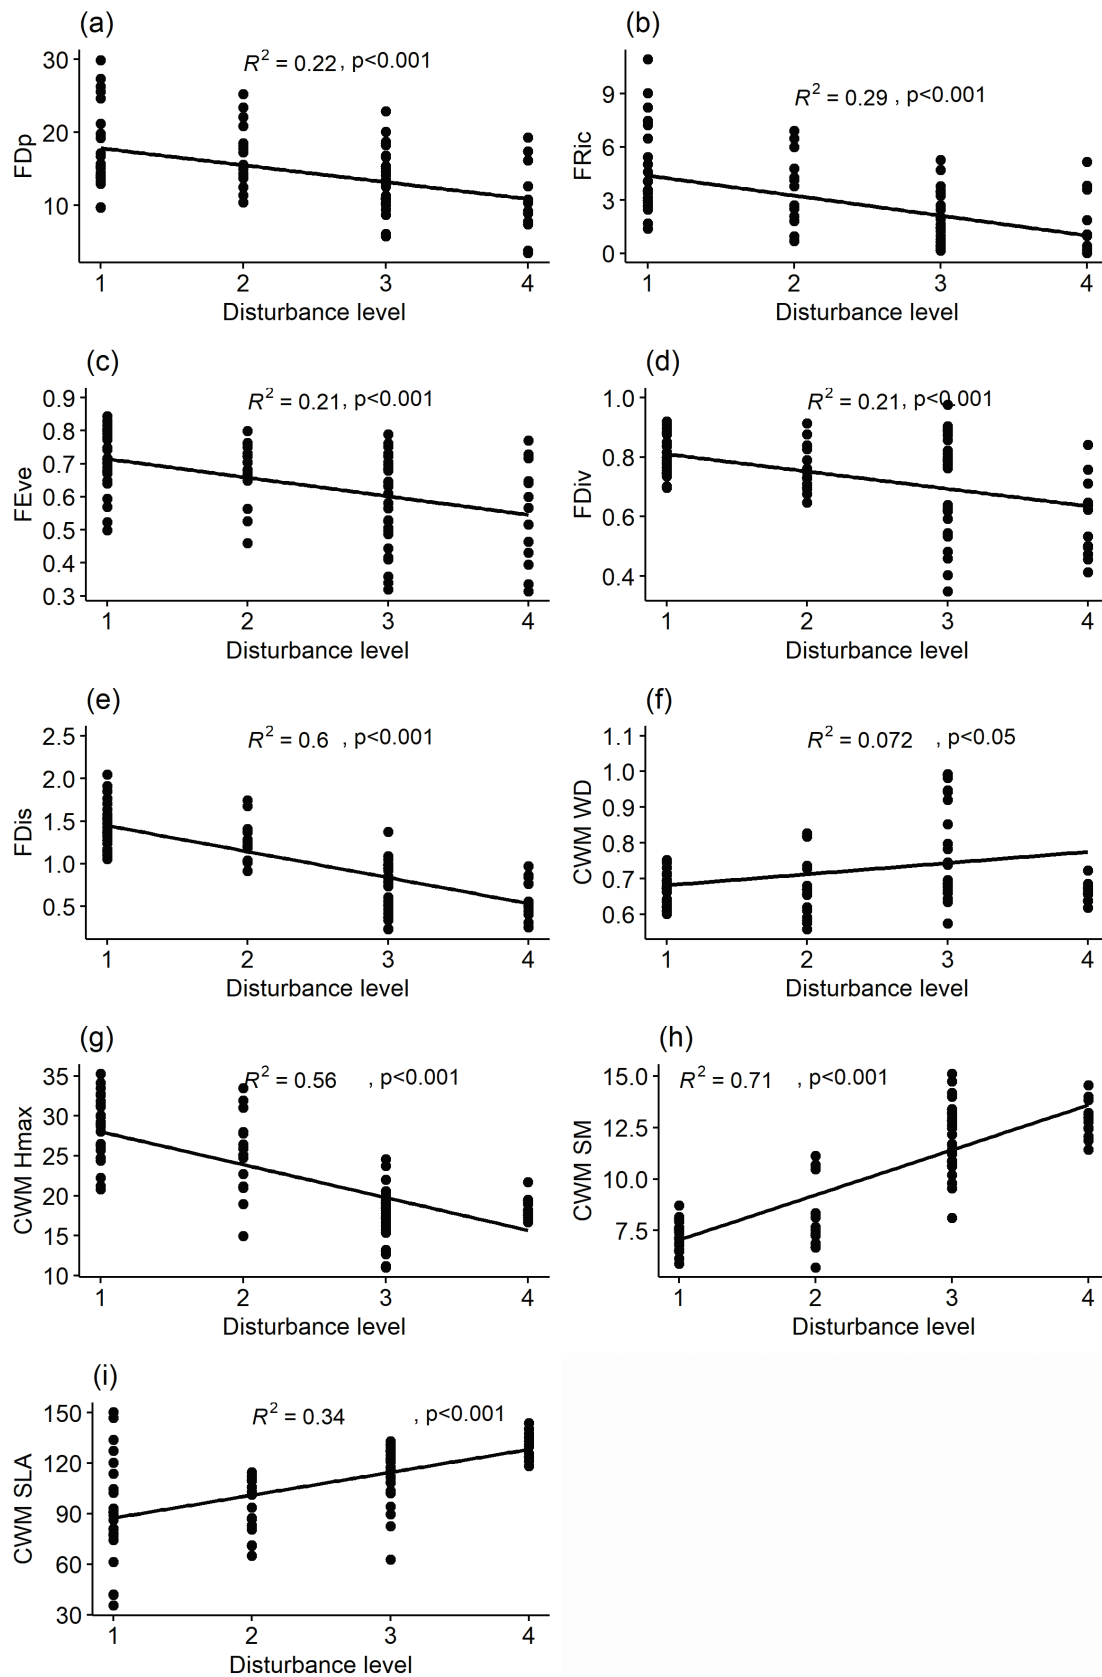 (a)
R² = 0.22, p<0.001
FDp
30
20
10
1 2 3 4
Disturbance level
(b)
R² = 0.29, p<0.001
FRic
9
6
3
0
1 2 3 4
Disturbance level
(c)
R² = 0.21, p<0.001
FEve
0.9
0.8
0.7
0.6
0.5
0.4
0.3
1 2 3 4
Disturbance level
(d)
R² = 0.21, p<0.001
FDiv
1.0
0.8
0.6
0.4
1 2 3 4
Disturbance level
(e)
R² = 0.6 , p<0.001
FDis
2.5
2.0
1.5
1.0
0.5
1 2 3 4
Disturbance level
(f)
R² = 0.072 , p<0.05
CWM WD
1.1
1.0
0.9
0.8
0.7
0.6
1 2 3 4
Disturbance level
(g)
R² = 0.56 , p<0.001
CWM Hmax
35
30
25
20
15
10
1 2 3 4
Disturbance level
(h)
R² = 0.71 , p<0.001
CWM SM
15.0
12.5
10.0
7.5
1 2 3 4
Disturbance level
(i)
R² = 0.34 , p<0.001
CWM SLA
150
120
90
60
30
1 2 3 4
Disturbance level